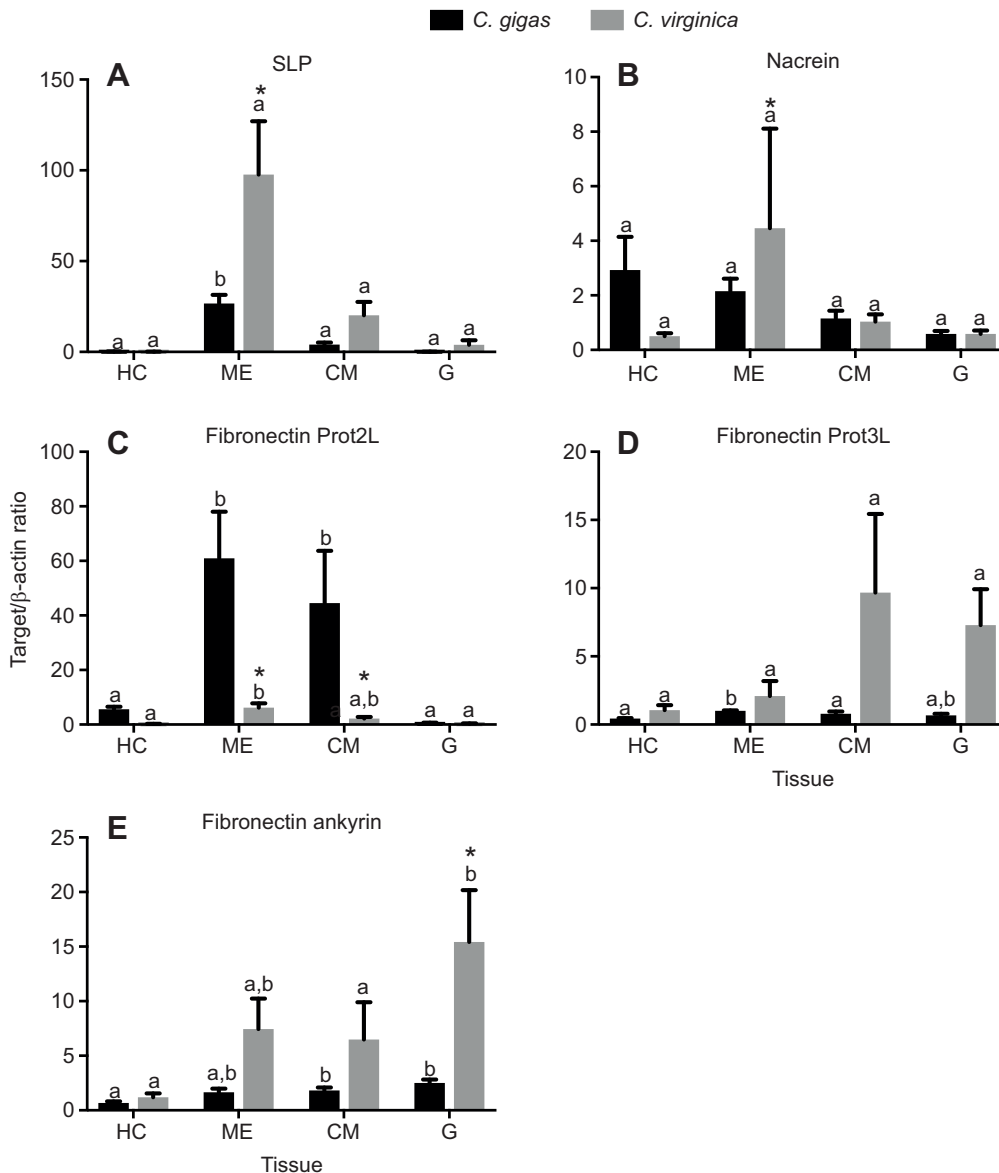 C. gigas C. virginica
A SLP
150
100
50
0
* a
b
a a a a a a
HC ME CM G
B Nacrein
10
8
6
4
2
0
* a
a a a a a a a
HC ME CM G
C Fibronectin Prot2L
100
80
60
40
20
0
Target/β-actin ratio
b b
* *
a a b a a,b a a
HC ME CM G
D Fibronectin Prot3L
20
15
10
5
0
a a
a a b a a a,b
HC ME CM G
Tissue
E Fibronectin ankyrin
25
20
15
10
5
0
* b
a,b a
a a a,b b b
HC ME CM G
Tissue